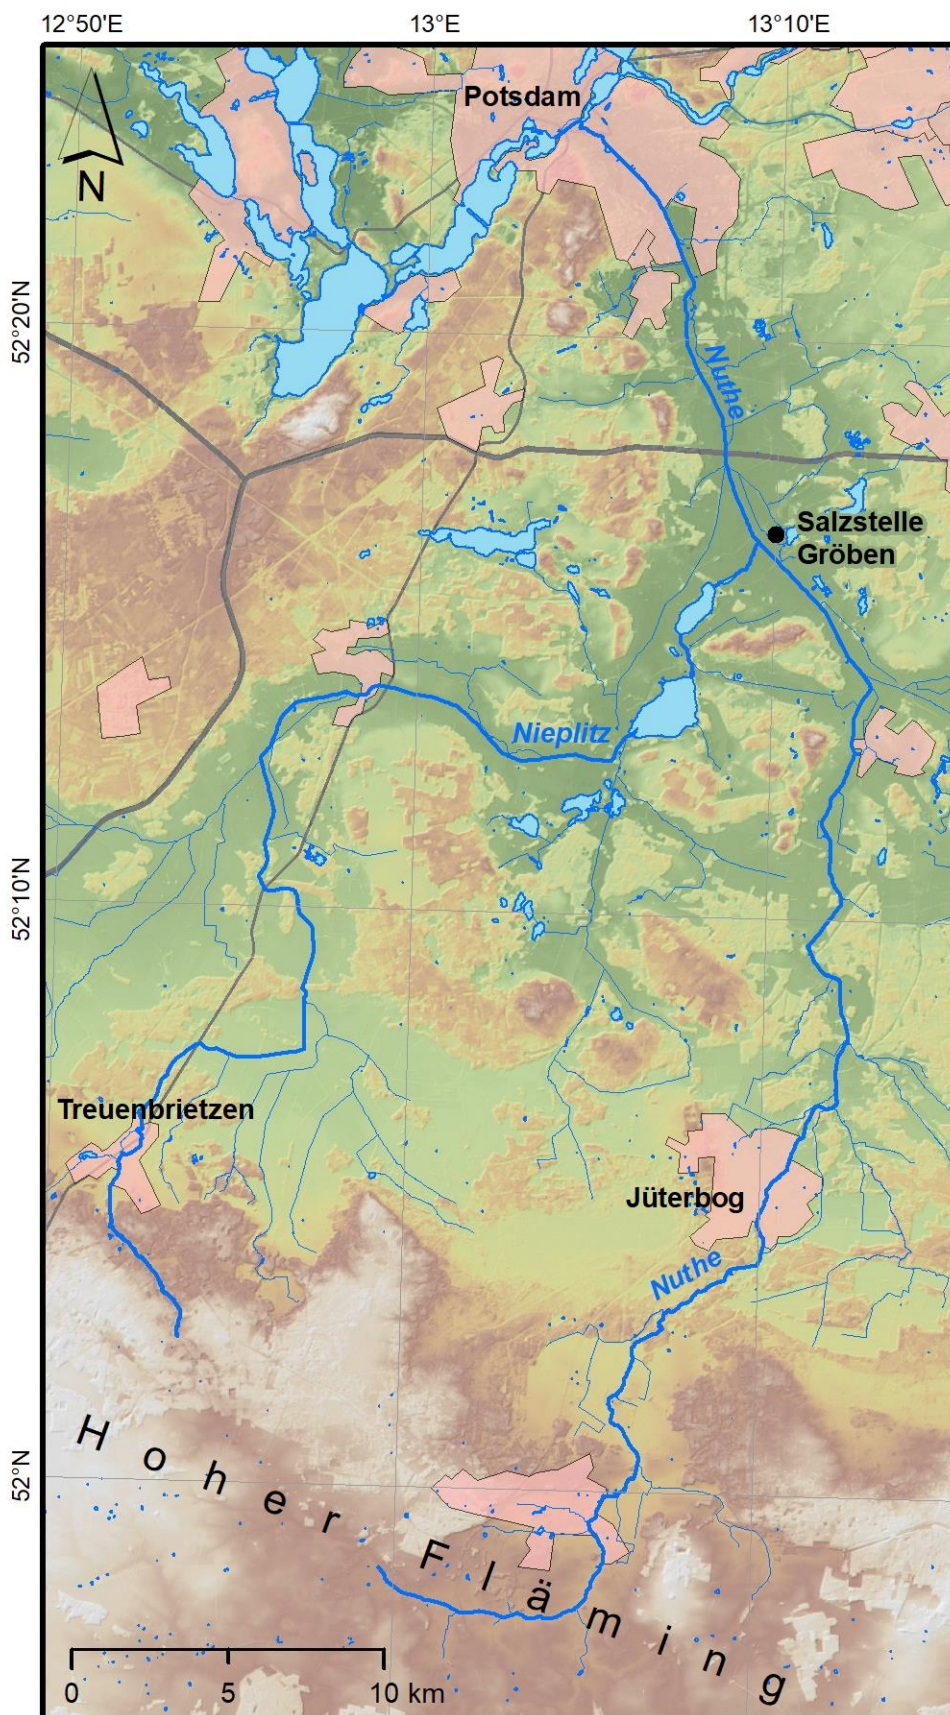 12°50'E
13°E
13°10'E
Potsdam
N
52°20'N
Nuthe
Salzstelle
Gröben
Nieplitz
52°10'N
Treuenbrietzen
Jüterbog
Nuthe
52°N
Hoher Fläming
0
5
10 km